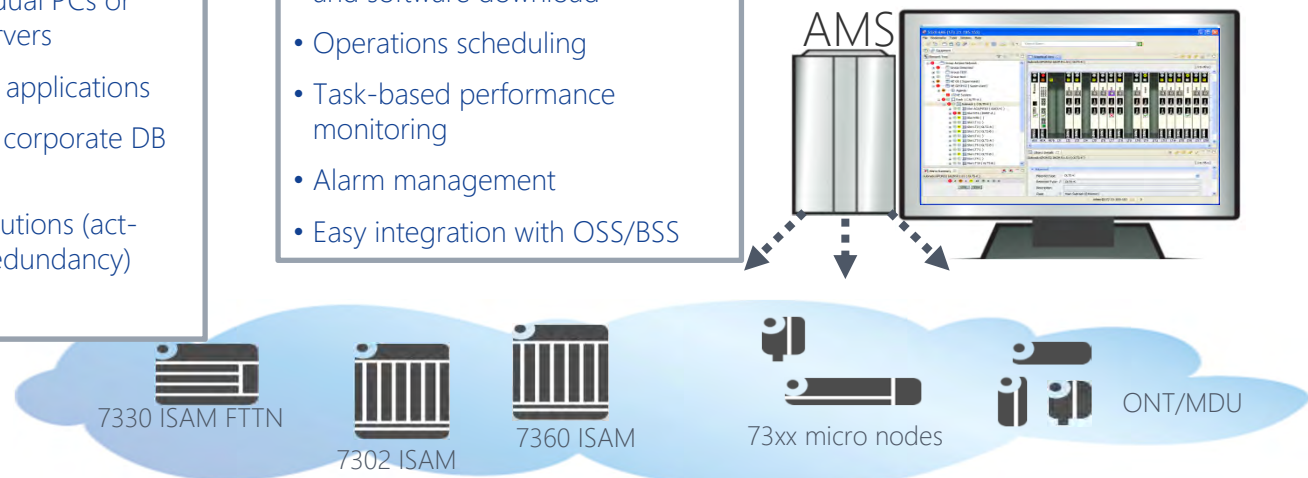 dual PCs or
rvers
applications
corporate DB
utions (act-
edundancy)
and software download
• Operations scheduling
• Task-based performance
monitoring
• Alarm management
• Easy integration with OSS/BSS
AMS
7330 ISAM FTTN
7302 ISAM
7360 ISAM
73xx micro nodes
ONT/MDU